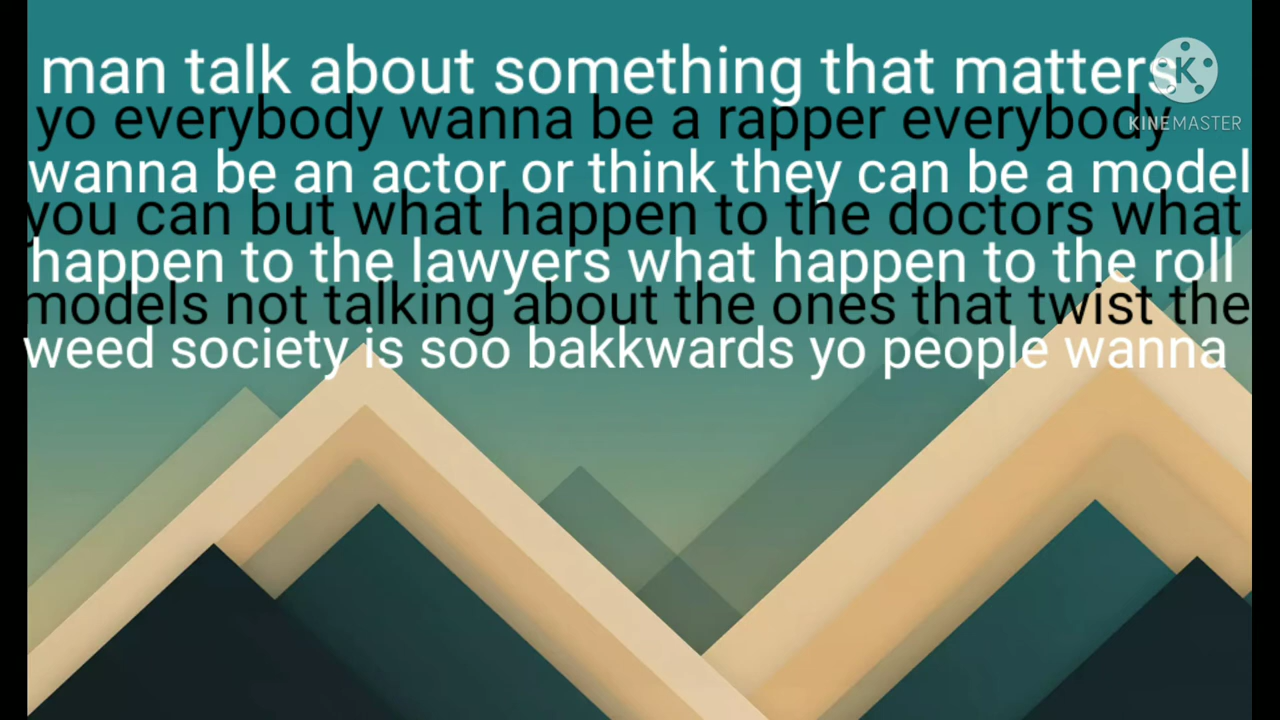 man talk about something that matters
yo everybody wanna be a rapper everybody
wanna be an actor or think they can be a model
you can but what happen to the doctors what
happen to the lawyers what happen to the roll
models not talking about the ones that twist the
weed society is soo bakkwards yo people wanna
K
KINEMASTER